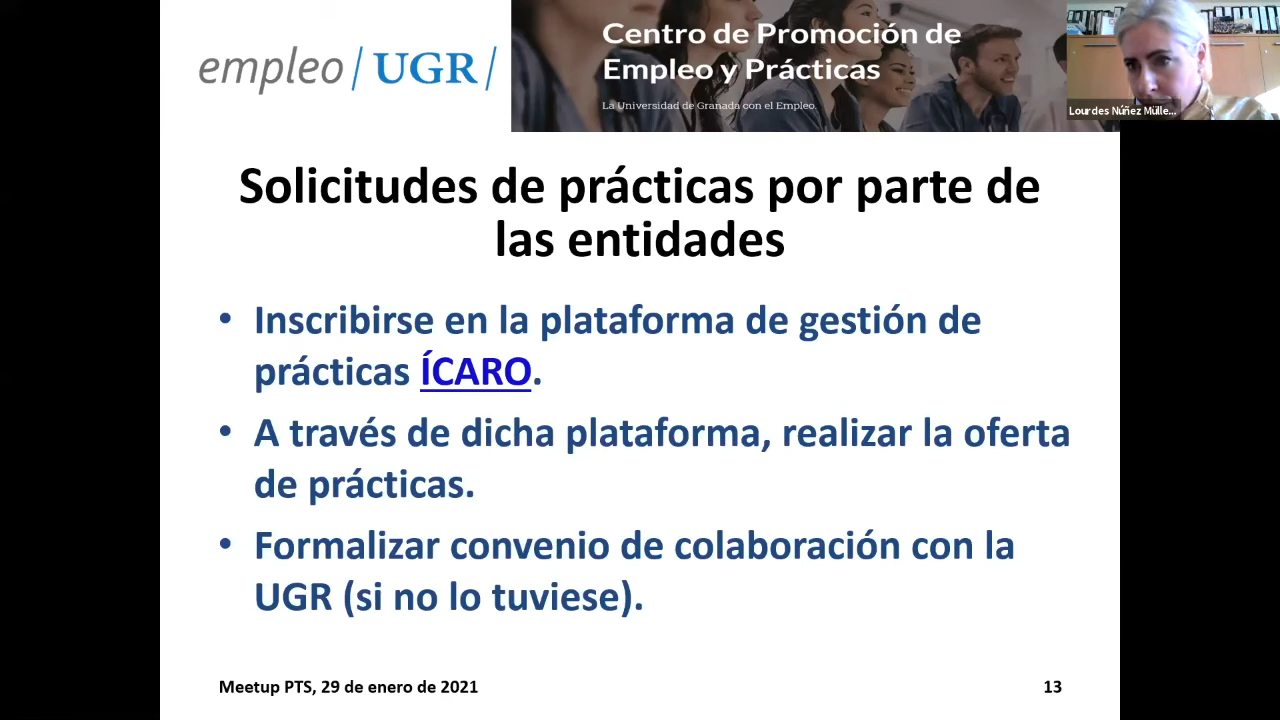 empleo/UGR/
Centro de Promoción de
Empleo y Prácticas
La Universidad de Granada con el Empleo.
Lourdes Núñez Mülle...
Solicitudes de prácticas por parte de
las entidades
• Inscribirse en la plataforma de gestión de
prácticas ÍCARO.
• A través de dicha plataforma, realizar la oferta
de prácticas.
• Formalizar convenio de colaboración con la
UGR (si no lo tuviese).
Meetup PTS, 29 de enero de 2021
13